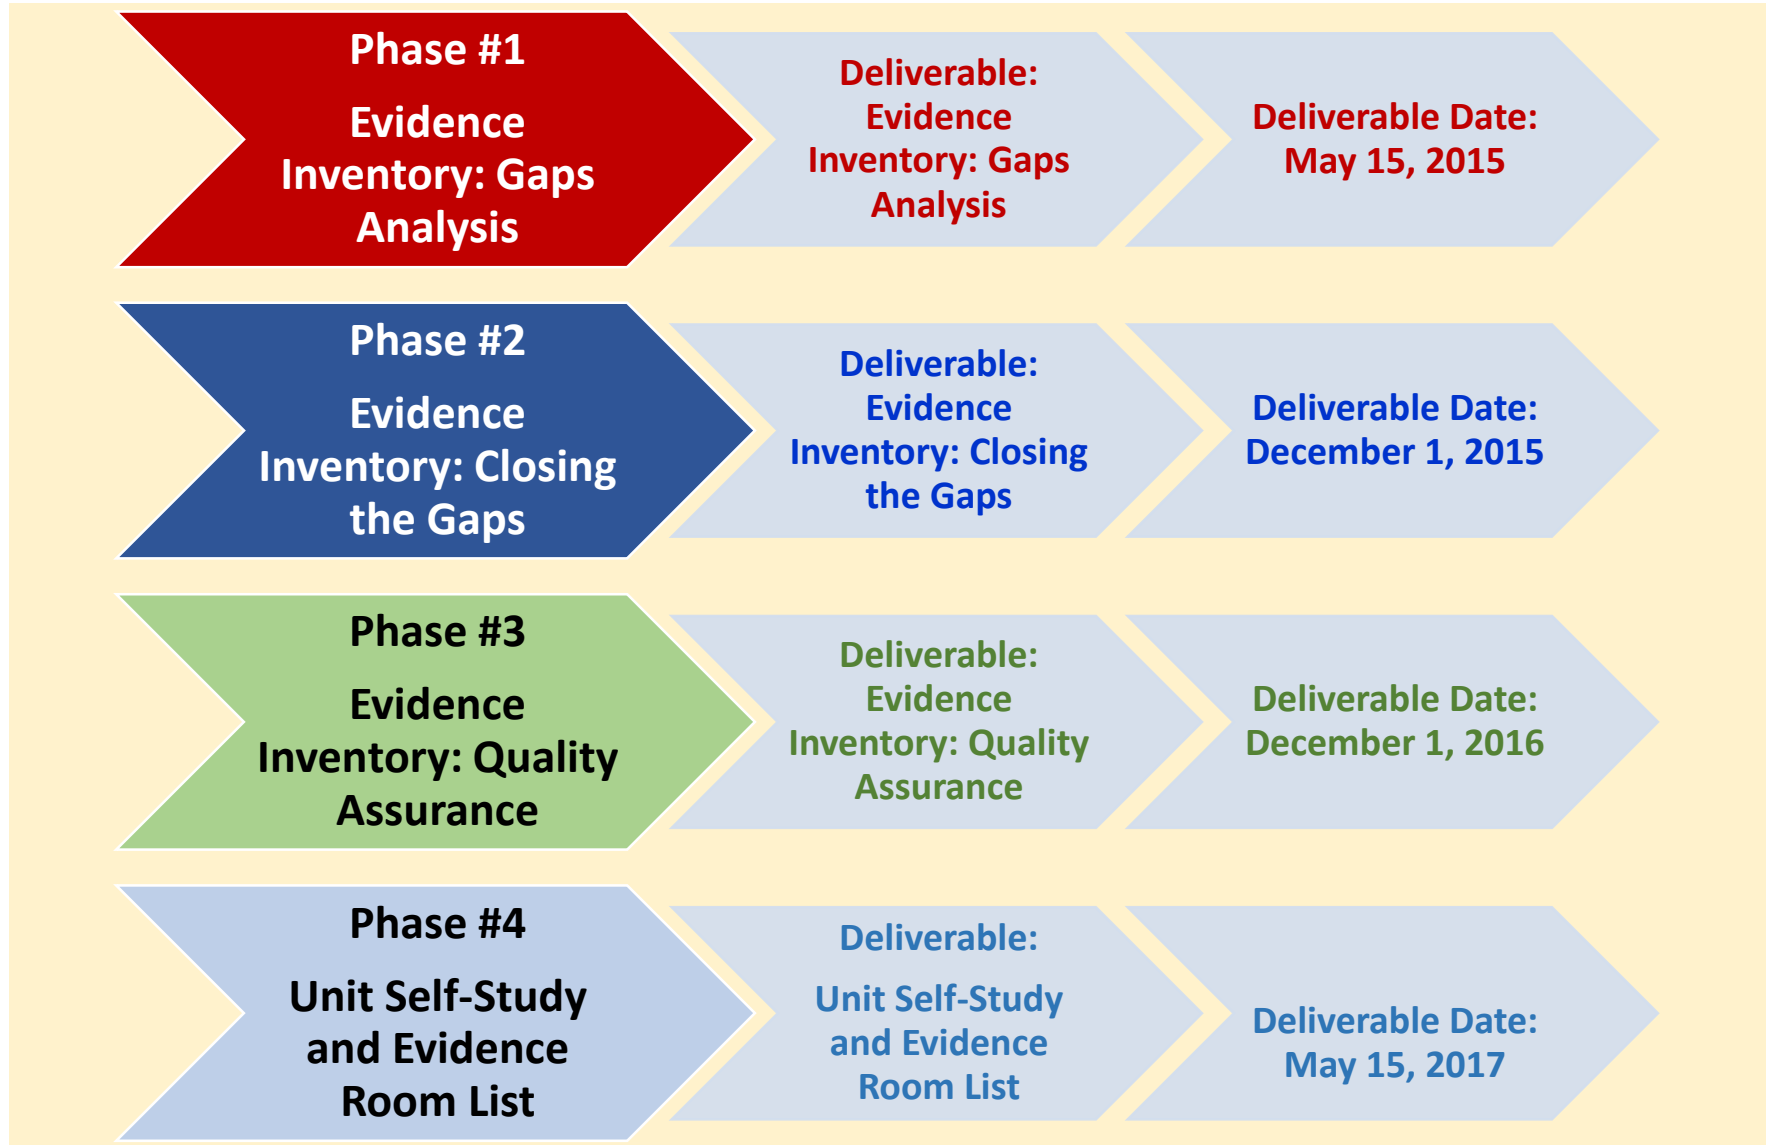 Phase #1
Evidence
Inventory: Gaps
Analysis
Deliverable:
Evidence
Inventory: Gaps
Analysis
Deliverable Date:
May 15, 2015
Phase #2
Evidence
Inventory: Closing
the Gaps
Deliverable:
Evidence
Inventory: Closing
the Gaps
Deliverable Date:
December 1, 2015
Phase #3
Evidence
Inventory: Quality
Assurance
Deliverable:
Evidence
Inventory: Quality
Assurance
Deliverable Date:
December 1, 2016
Phase #4
Unit Self-Study
and Evidence
Room List
Deliverable:
Unit Self-Study
and Evidence
Room List
Deliverable Date:
May 15, 2017